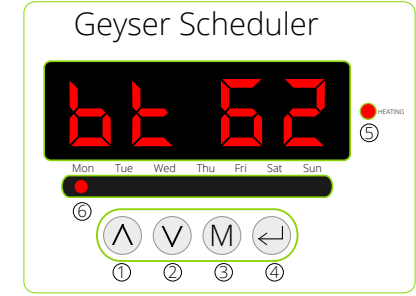 Geyser Scheduler
bt 62
HEATING
⑤
Mon Tue Wed Thu Fri Sat Sun
⑥
M
① ② ③ ④